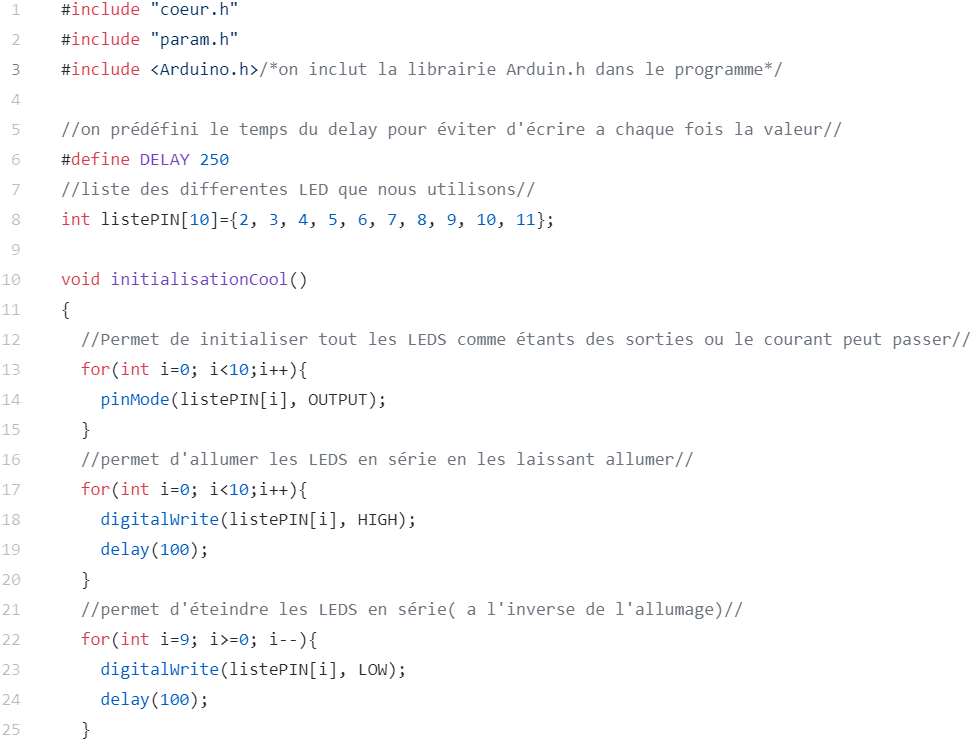 1 #include "coeur.h"
2 #include "param.h"
3 #include <Arduino.h>/*on inclut la librairie Arduin.h dans le programme*/
4
5 //on prédéfini le temps du delay pour éviter d'écrire a chaque fois la valeur//
6 #define DELAY 250
7 //liste des differentes LED que nous utilisons//
8 int listePIN[10]={2, 3, 4, 5, 6, 7, 8, 9, 10, 11};
9
10 void initialisationCool()
11 {
12 //Permet de initialiser tout les LEDS comme étants des sorties ou le courant peut passer//
13 for(int i=0; i<10;i++){
14 pinMode(listePIN[i], OUTPUT);
15 }
16 //permet d'allumer les LEDS en série en les laissant allumer//
17 for(int i=0; i<10;i++){
18 digitalWrite(listePIN[i], HIGH);
19 delay(100);
20 }
21 //permet d'éteindre les LEDS en série( a l'inverse de l'allumage)//
22 for(int i=9; i>=0; i--){
23 digitalWrite(listePIN[i], LOW);
24 delay(100);
25 }